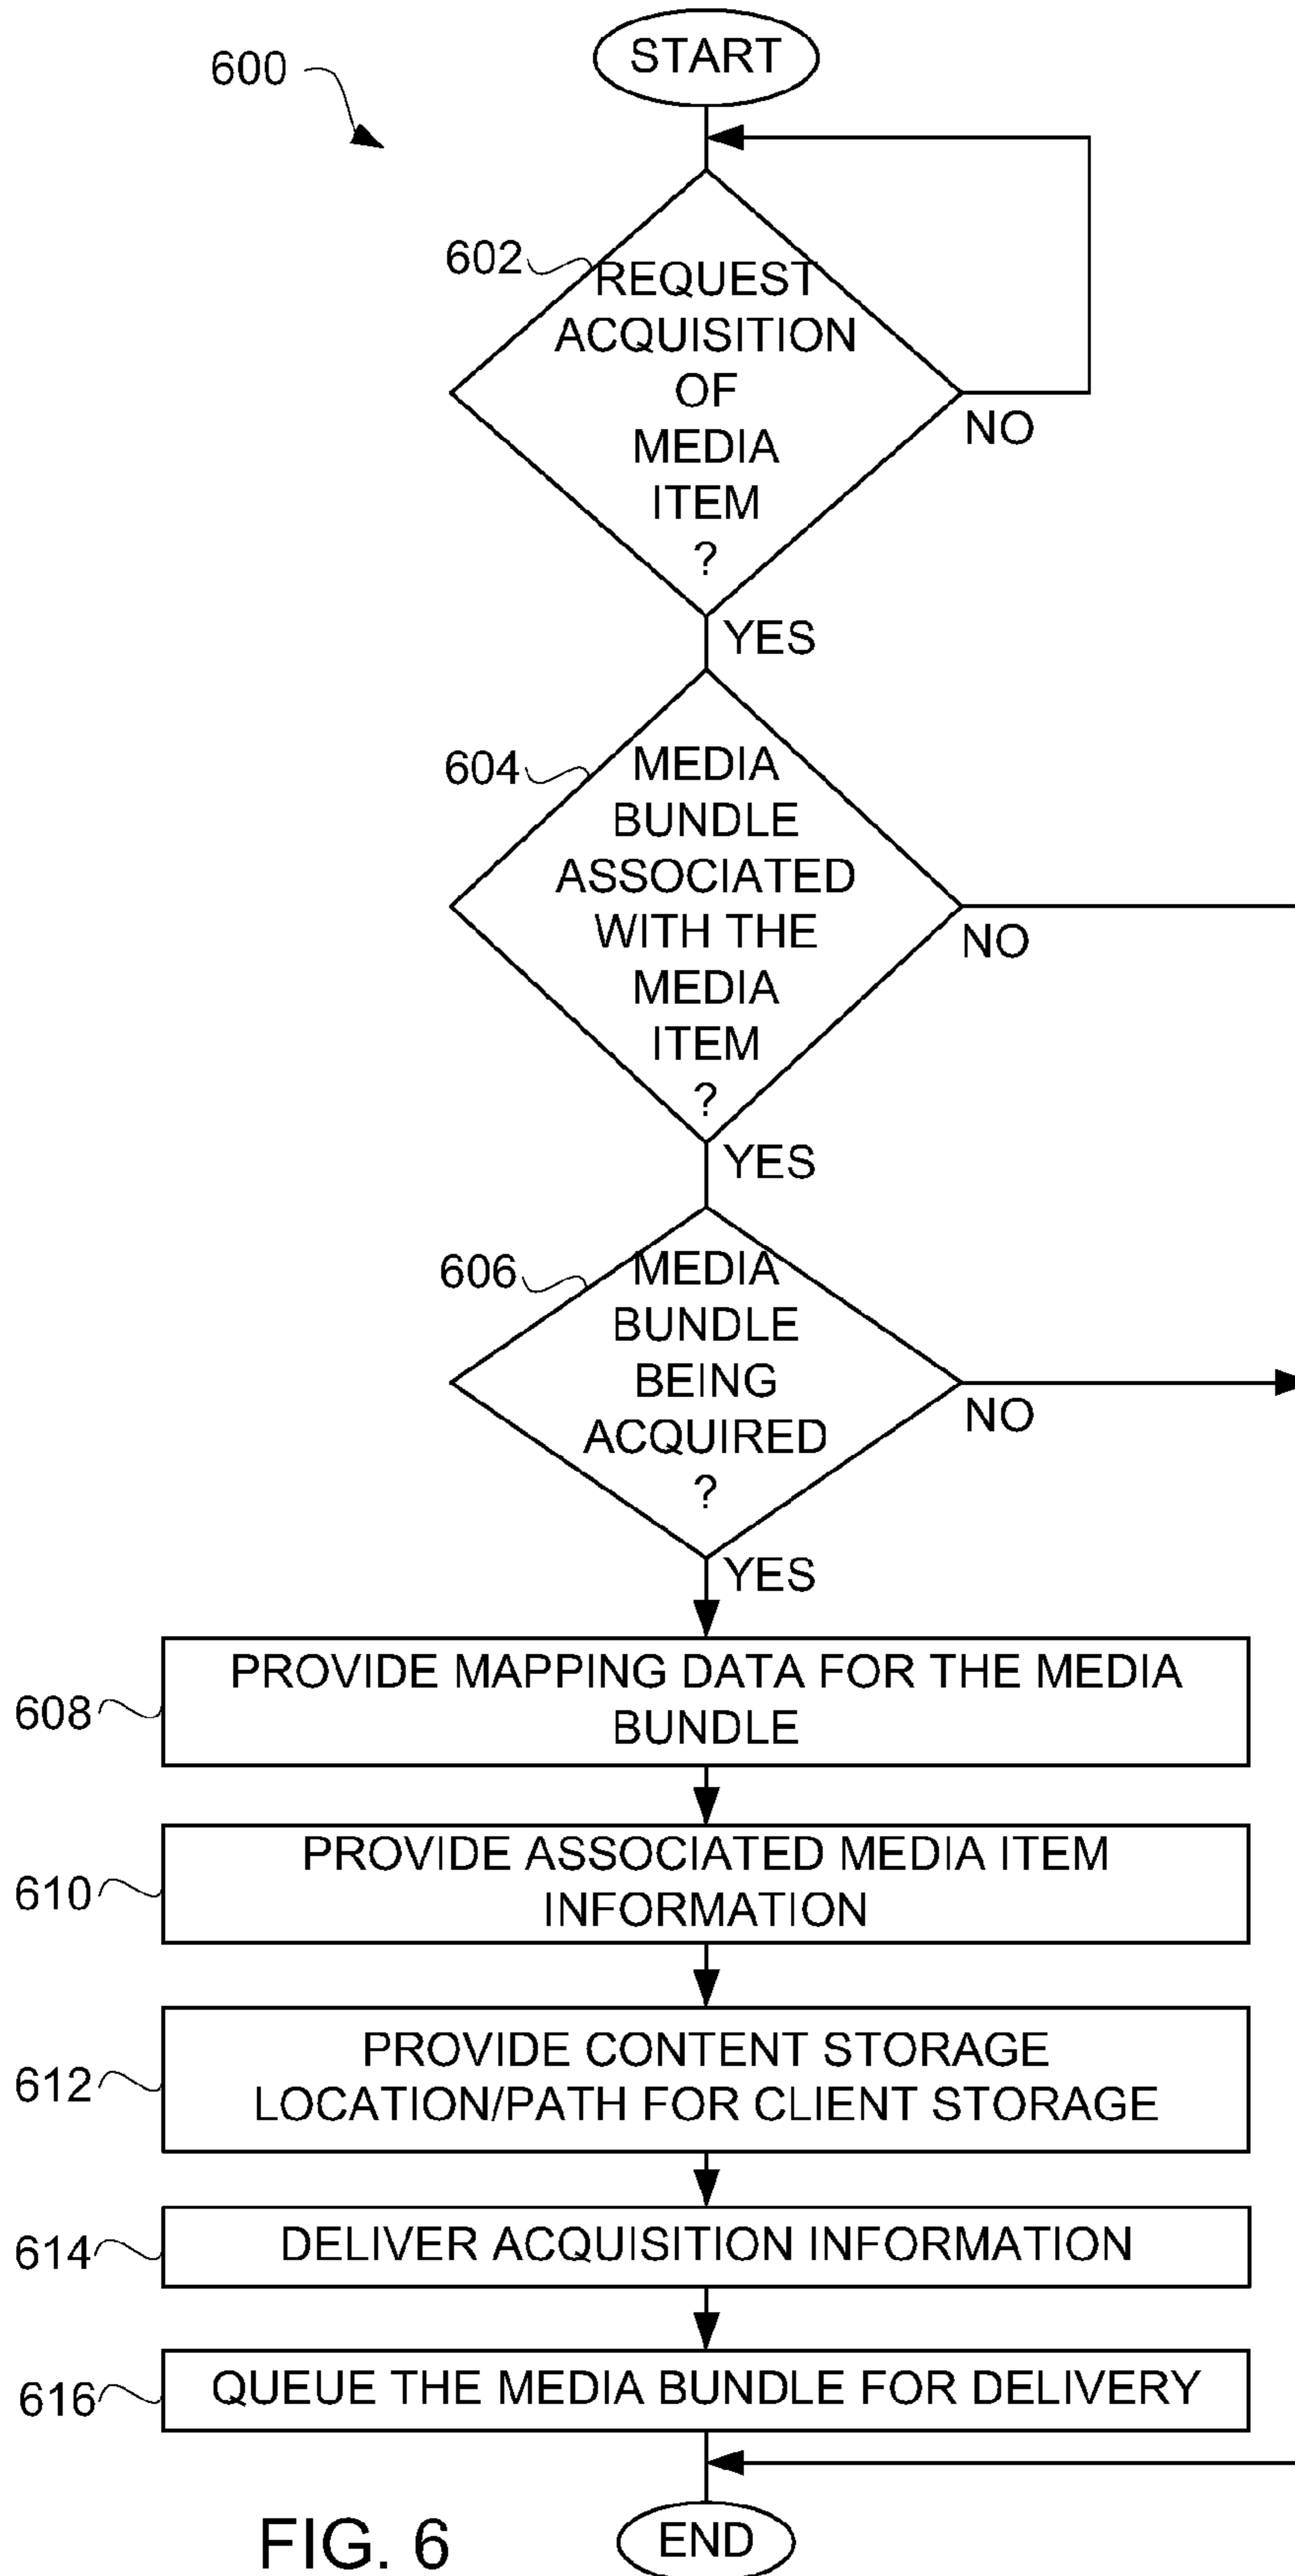 START
600
602
REQUEST
ACQUISITION
OF
MEDIA
ITEM
?
NO
YES
604
MEDIA
BUNDLE
ASSOCIATED
WITH THE
MEDIA
ITEM
?
NO
YES
606
MEDIA
BUNDLE
BEING
ACQUIRED
?
NO
YES
608
PROVIDE MAPPING DATA FOR THE MEDIA
BUNDLE
610
PROVIDE ASSOCIATED MEDIA ITEM
INFORMATION
612
PROVIDE CONTENT STORAGE
LOCATION/PATH FOR CLIENT STORAGE
614
DELIVER ACQUISITION INFORMATION
616
QUEUE THE MEDIA BUNDLE FOR DELIVERY
FIG. 6
END